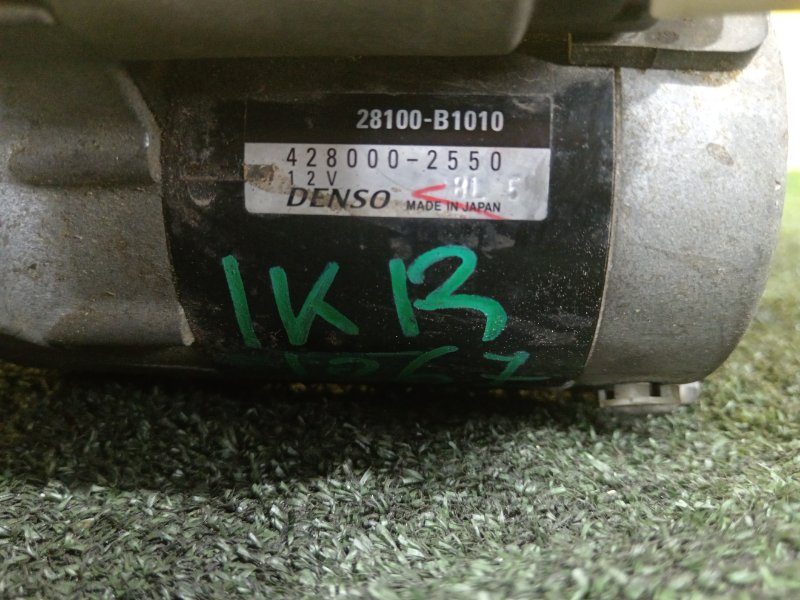 28100-B1010
428000-2550
12V
DENSO MADE IN JAPAN
1KR